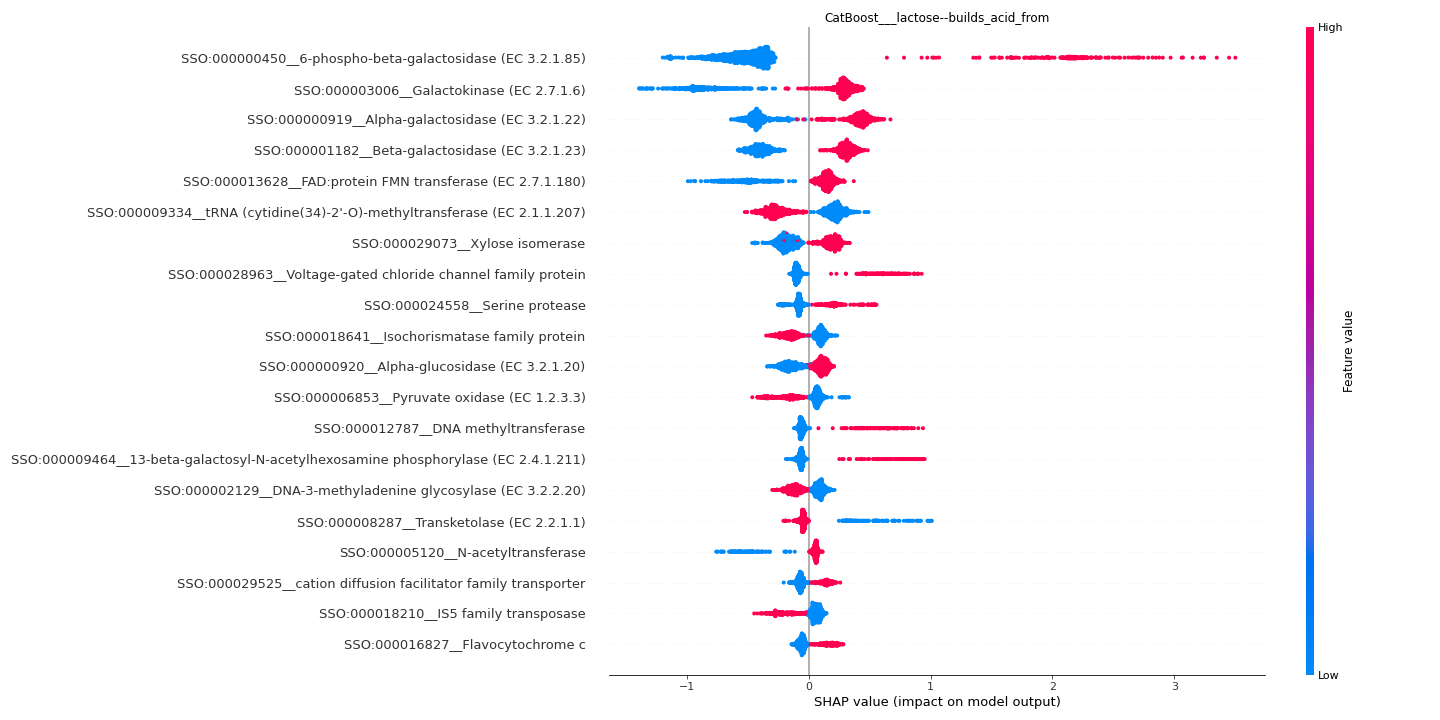 CatBoost___lactose--builds_acid_from
SSO:000000450__6-phospho-beta-galactosidase (EC 3.2.1.85)
SSO:000003006__Galactokinase (EC 2.7.1.6)
SSO:000000919__Alpha-galactosidase (EC 3.2.1.22)
SSO:000001182__Beta-galactosidase (EC 3.2.1.23)
SSO:000013628__FAD:protein FMN transferase (EC 2.7.1.180)
SSO:000009334__tRNA (cytidine(34)-2'-O)-methyltransferase (EC 2.1.1.207)
SSO:000029073__Xylose isomerase
SSO:000028963__Voltage-gated chloride channel family protein
SSO:000024558__Serine protease
SSO:000018641__Isochorismatase family protein
SSO:000000920__Alpha-glucosidase (EC 3.2.1.20)
SSO:000006853__Pyruvate oxidase (EC 1.2.3.3)
SSO:000012787__DNA methyltransferase
SSO:000009464__13-beta-galactosyl-N-acetylhexosamine phosphorylase (EC 2.4.1.211)
SSO:000002129__DNA-3-methyladenine glycosylase (EC 3.2.2.20)
SSO:000008287__Transketolase (EC 2.2.1.1)
SSO:000005120__N-acetyltransferase
SSO:000029525__cation diffusion facilitator family transporter
SSO:000018210__IS5 family transposase
SSO:000016827__Flavocytochrome c
−1 0 1 2 3
SHAP value (impact on model output)
High
Feature value
Low